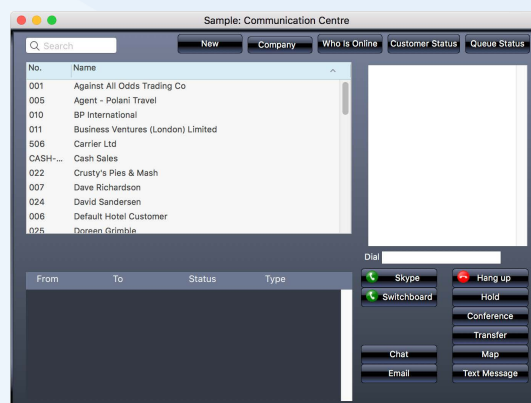 Sample: Communication Centre
Search New Company Who Is Online Customer Status Queue Status
No. Name
001 Against All Odds Trading Co
005 Agent - Polani Travel
010 BP International
011 Business Ventures (London) Limited
506 Carrier Ltd
CASH-... Cash Sales
022 Crusty's Pies & Mash
007 Dave Richardson
024 David Sandersen
006 Default Hotel Customer
025 Doreen Grimble
Dial
From To Status Type
Skype Hang up
Switchboard Hold
Conference
Transfer
Chat Map
Email Text Message